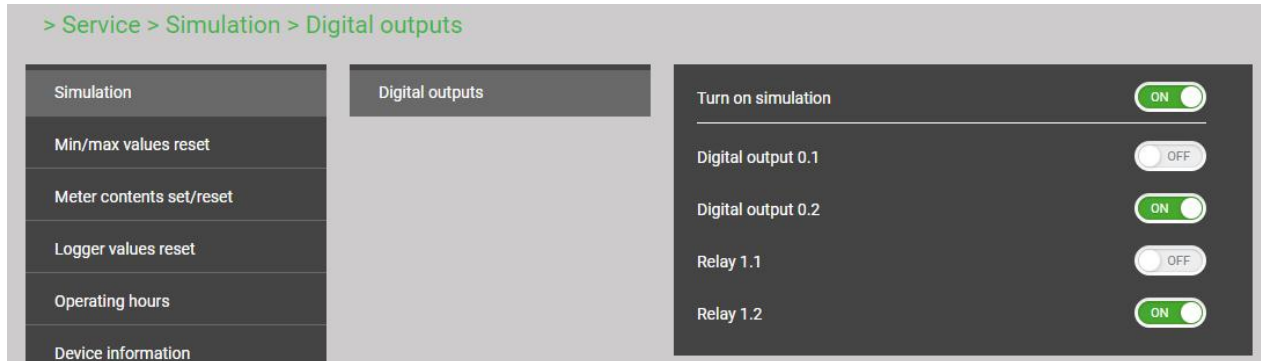 > Service > Simulation > Digital outputs
Simulation
Min/max values reset
Meter contents set/reset
Logger values reset
Operating hours
Device information
Digital outputs
Turn on simulation ON
Digital output 0.1 OFF
Digital output 0.2 ON
Relay 1.1 OFF
Relay 1.2 ON